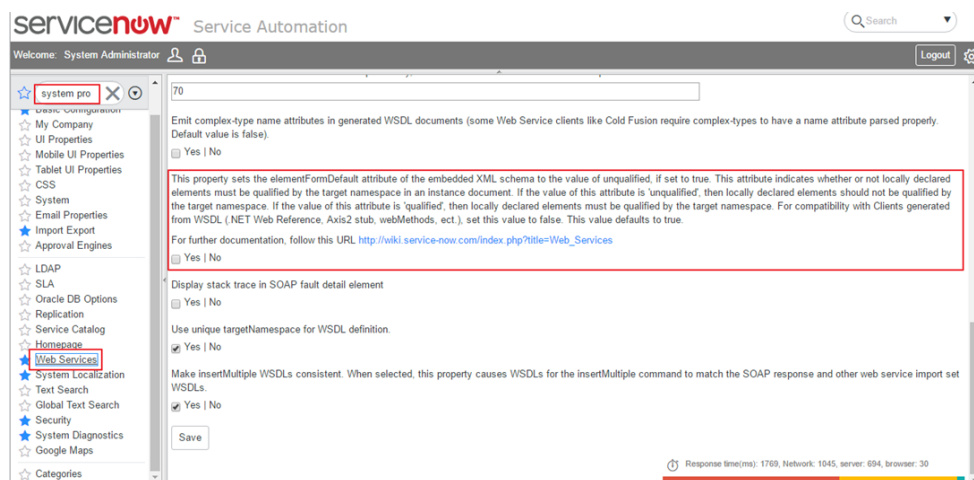 servicenow™ Service Automation
Search
Welcome: System Administrator
Logout
system pro
70
Basic Configuration
My Company
UI Properties
Mobile UI Properties
Tablet UI Properties
CSS
System
Email Properties
Import Export
Approval Engines
LDAP
SLA
Oracle DB Options
Replication
Service Catalog
Homepage
Web Services
System Localization
Text Search
Global Text Search
Security
System Diagnostics
Google Maps
Categories
Emit complex-type name attributes in generated WSDL documents (some Web Service clients like Cold Fusion require complex-types to have a name attribute parsed properly.
Default value is false).
Yes | No
This property sets the elementFormDefault attribute of the embedded XML schema to the value of unqualified, if set to true. This attribute indicates whether or not locally declared
elements must be qualified by the target namespace in an instance document. If the value of this attribute is 'unqualified', then locally declared elements should not be qualified by
the target namespace. If the value of this attribute is 'qualified', then locally declared elements must be qualified by the target namespace. For compatibility with Clients generated
from WSDL (.NET Web Reference, Axis2 stub, webMethods, ect.), set this value to false. This value defaults to true.
For further documentation, follow this URL http://wiki.service-now.com/index.php?title=Web_Services
Yes | No
Display stack trace in SOAP fault detail element
Yes | No
Use unique targetNamespace for WSDL definition.
Yes | No
Make insertMultiple WSDLs consistent. When selected, this property causes WSDLs for the insertMultiple command to match the SOAP response and other web service import set
WSDLs.
Yes | No
Save
Response time(ms): 1769, Network: 1045, server: 694, browser: 30